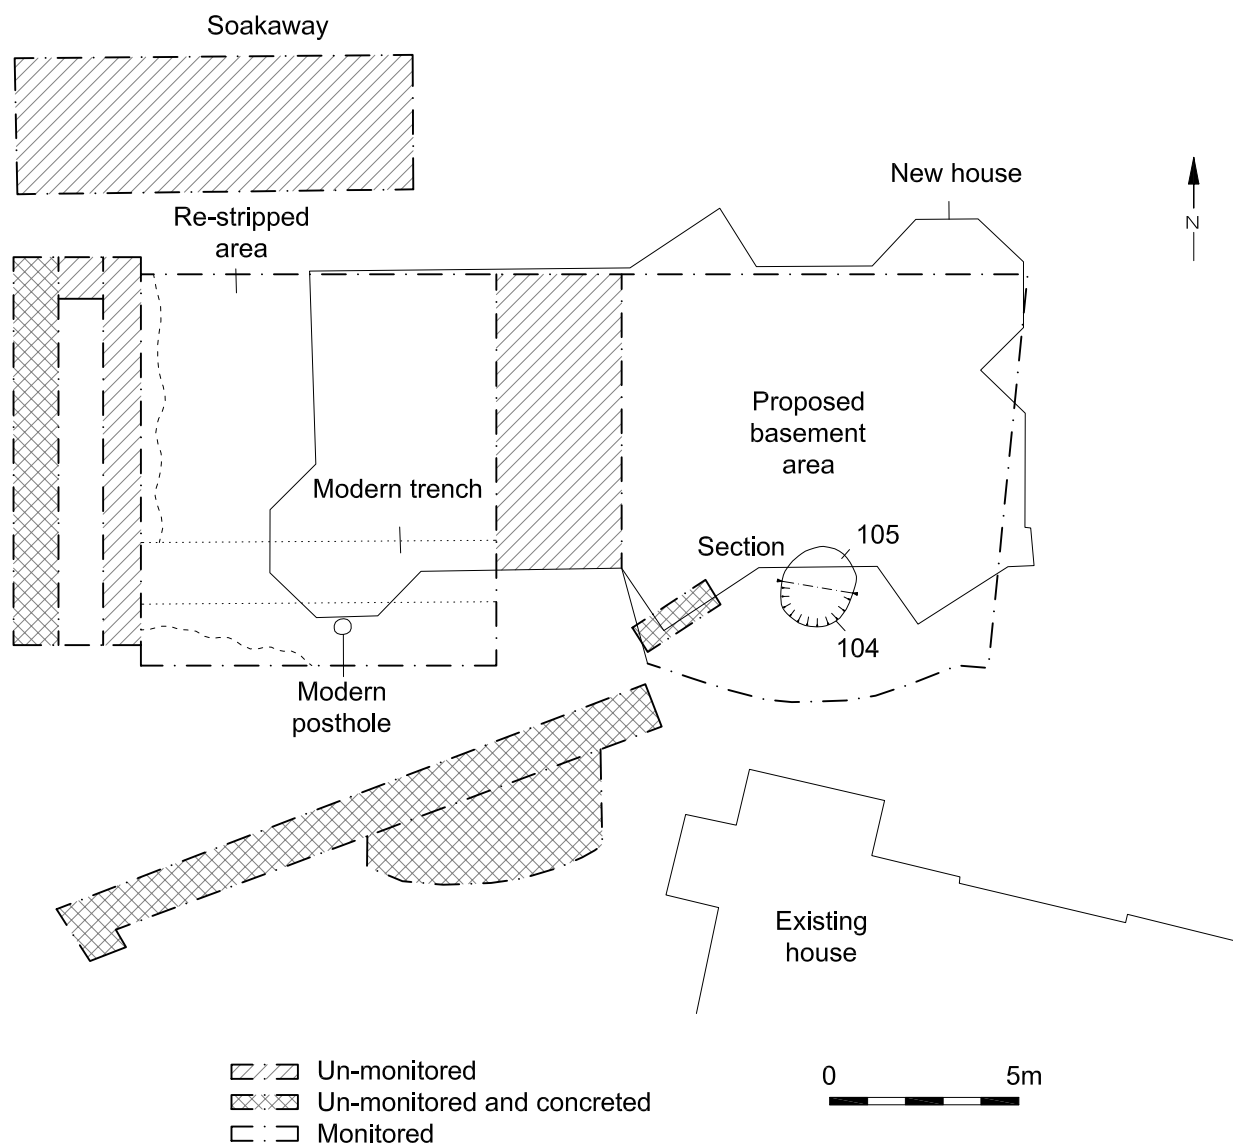 Soakaway
New house
Re-stripped
area
N
Proposed
basement
area
Modern trench
Section
105
104
Modern
posthole
Existing
house
Un-monitored
Un-monitored and concreted
Monitored
0 5m